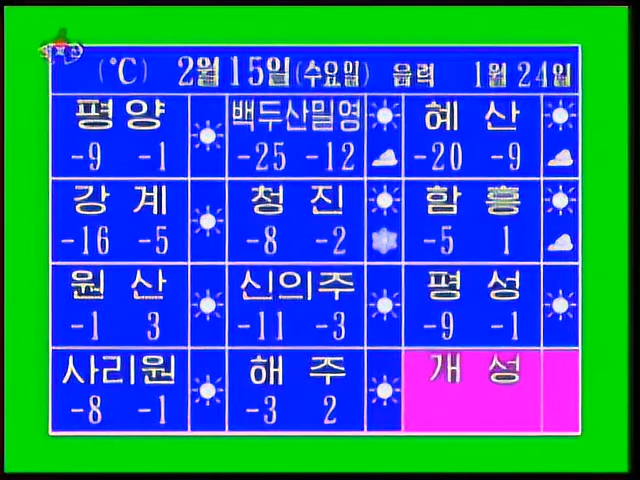 (℃) 2월 15일 (수요일) 음력 1월 24일
평양 백두산밀영 혜산
-9 -1 -25 -12 -20 -9
강계 청진 함흥
-16 -5 -8 -2 -5 1
원산 신의주 평성
-1 3 -11 -3 -9 -1
사리원 해주 개성
-8 -1 -3 2